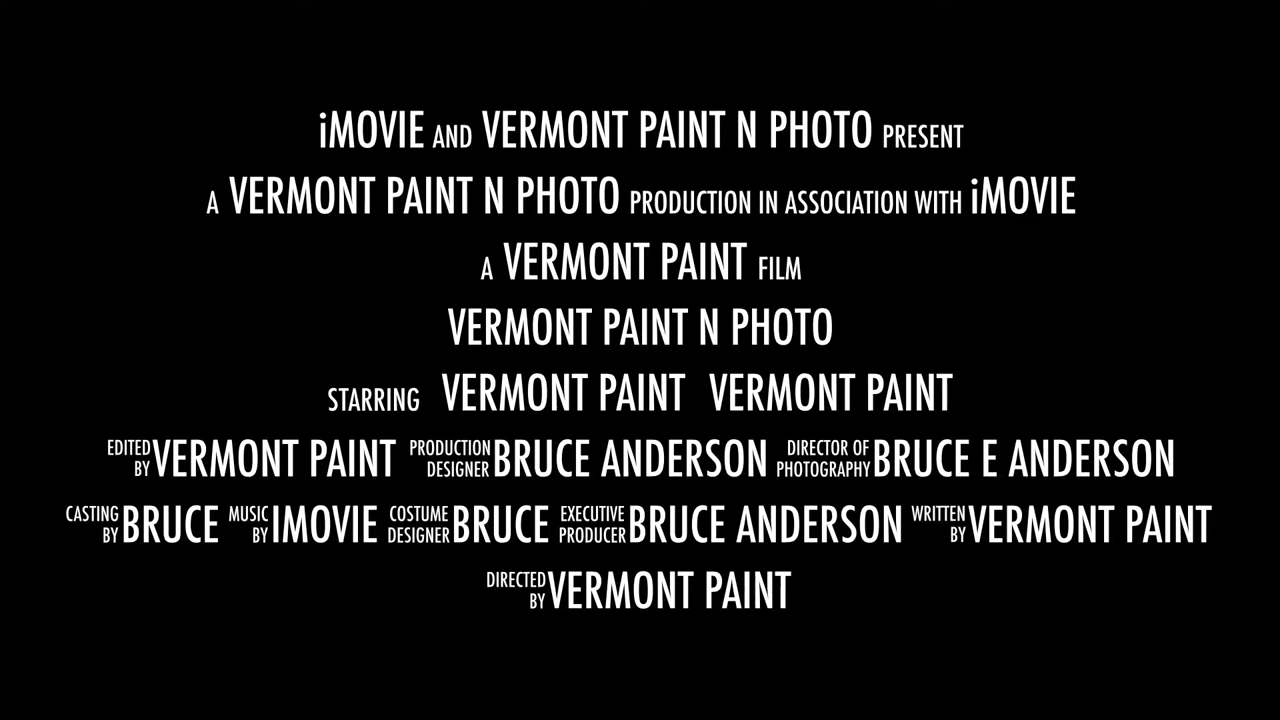 iMOVIE AND VERMONT PAINT N PHOTO PRESENT
A VERMONT PAINT N PHOTO PRODUCTION IN ASSOCIATION WITH iMOVIE
A VERMONT PAINT FILM
VERMONT PAINT N PHOTO
STARRING VERMONT PAINT VERMONT PAINT
EDITED BY VERMONT PAINT PRODUCTION DESIGNER BRUCE ANDERSON DIRECTOR OF PHOTOGRAPHY BRUCE E ANDERSON
CASTING BY BRUCE MUSIC BY IMOVIE COSTUME DESIGNER BRUCE EXECUTIVE PRODUCER BRUCE ANDERSON WRITTEN BY VERMONT PAINT
DIRECTED BY VERMONT PAINT